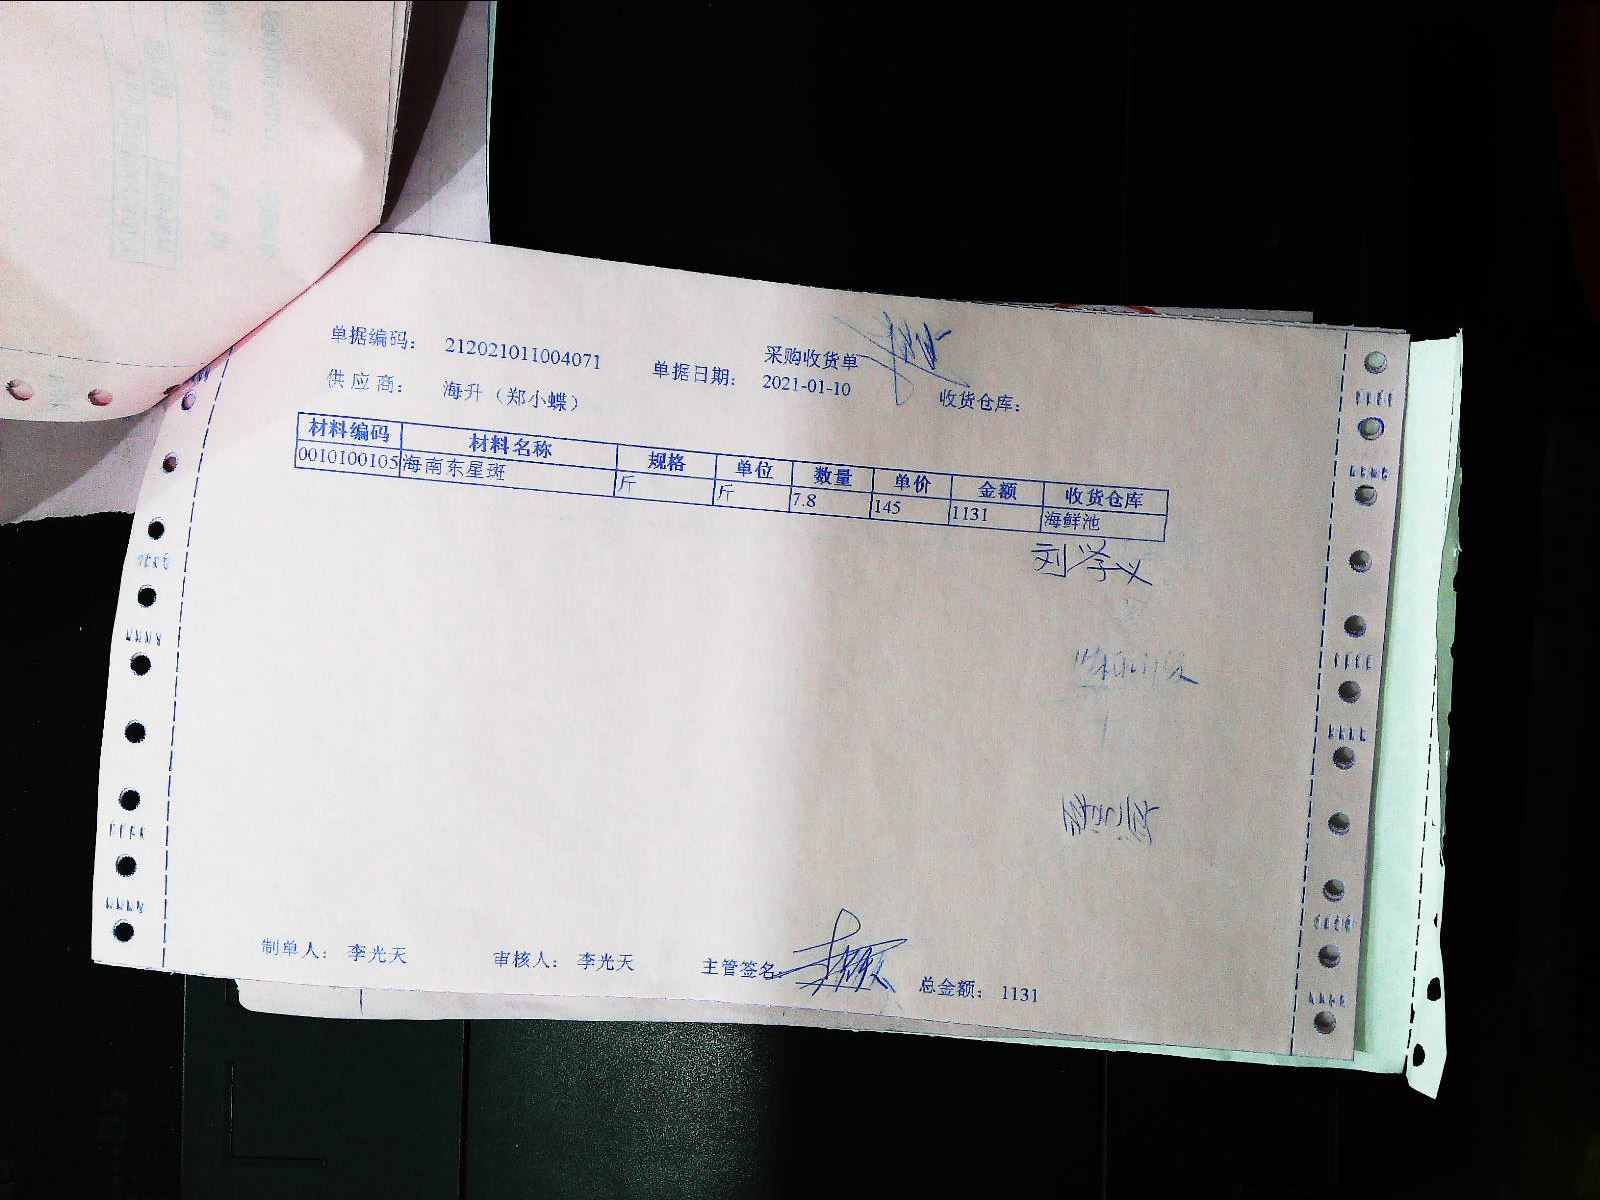 采购收货单
单据编码： 212021011004071 单据日期： 2021-01-10 收货仓库：
供应商： 海升（郑小蝶）
材料编码 材料名称 规格 单位 数量 单价 金额 收货仓库
0010100105 海南东星斑 斤 斤 7.8 145 1131 海鲜池
刘学义
制单人： 李光天 审核人： 李光天 主管签名： 总金额： 1131